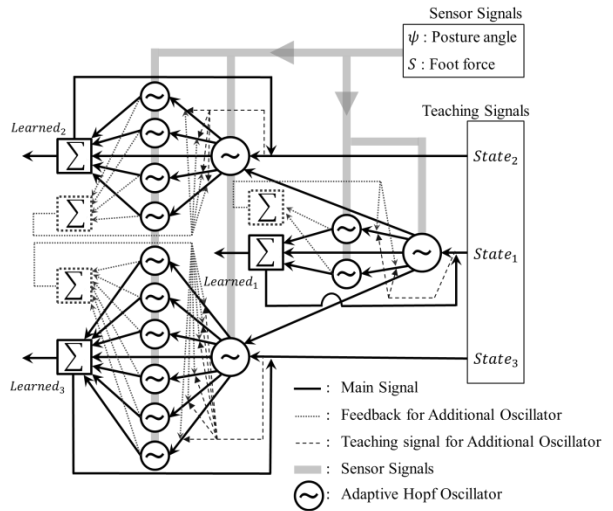 Sensor Signals
ψ : Posture angle
S : Foot force
Teaching Signals
Learned₂
∑
State₂
∑
∑
State₁
∑
∑
Learned₁
∑
State₃
Learned₃
: Main Signal
: Feedback for Additional Oscillator
: Teaching signal for Additional Oscillator
: Sensor Signals
: Adaptive Hopf Oscillator